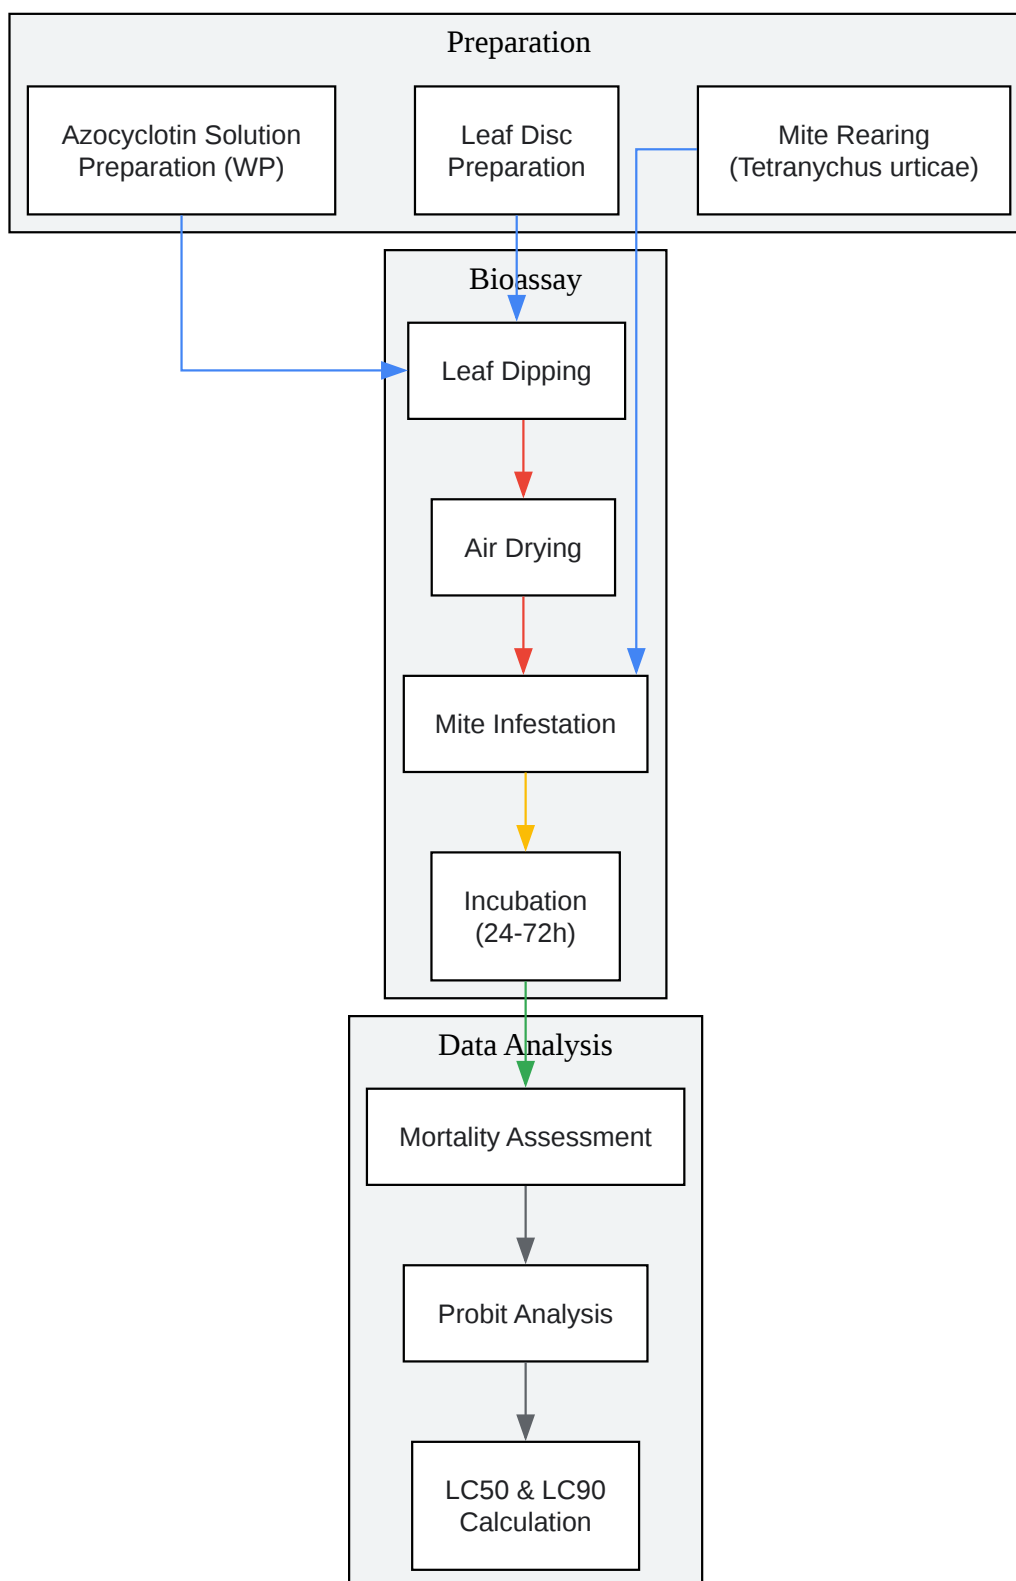 Preparation
Azocyclotin Solution
Preparation (WP)
Leaf Disc
Preparation
Mite Rearing
(Tetranychus urticae)
Bioassay
Leaf Dipping
Air Drying
Mite Infestation
Incubation
(24-72h)
Data Analysis
Mortality Assessment
Probit Analysis
LC50 & LC90
Calculation